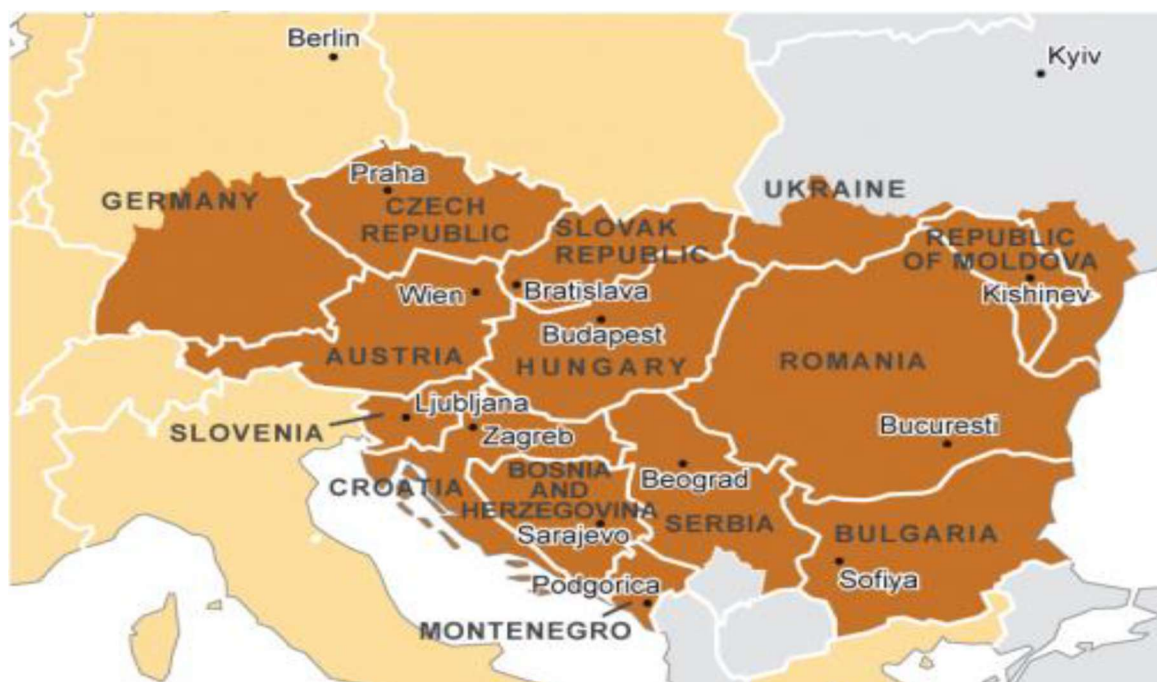 Berlin
Kyiv
Praha
GERMANY
CZECH
REPUBLIC
UKRAINE
SLOVAK
REPUBLIC
REPUBLIC
OF MOLDOVA
Kishinev
Wien
Bratislava
Budapest
AUSTRIA
HUNGARY
ROMANIA
Ljubljana
SLOVENIA
Zagreb
Bucuresti
CROATIA
BOSNIA
AND
HERZEGOVINA
Sarajevo
Beograd
SERBIA
BULGARIA
Sofiya
Podgorica
MONTENEGRO